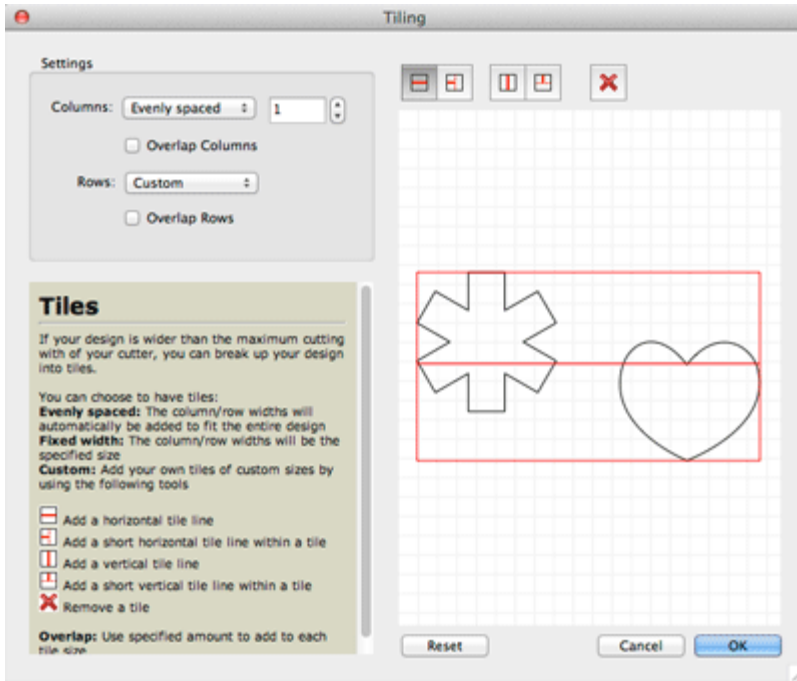 Tiling
Settings
Columns: Evenly spaced 1
Overlap Columns
Rows: Custom
Overlap Rows
Tiles
If your design is wider than the maximum cutting
with of your cutter, you can break up your design
into tiles.
You can choose to have tiles:
Evenly spaced: The column/row widths will
automatically be added to fit the entire design
Fixed width: The column/row widths will be the
specified size
Custom: Add your own tiles of custom sizes by
using the following tools
Add a horizontal tile line
Add a short horizontal tile line within a tile
Add a vertical tile line
Add a short vertical tile line within a tile
Remove a tile
Overlap: Use specified amount to add to each
tile size
Reset Cancel OK